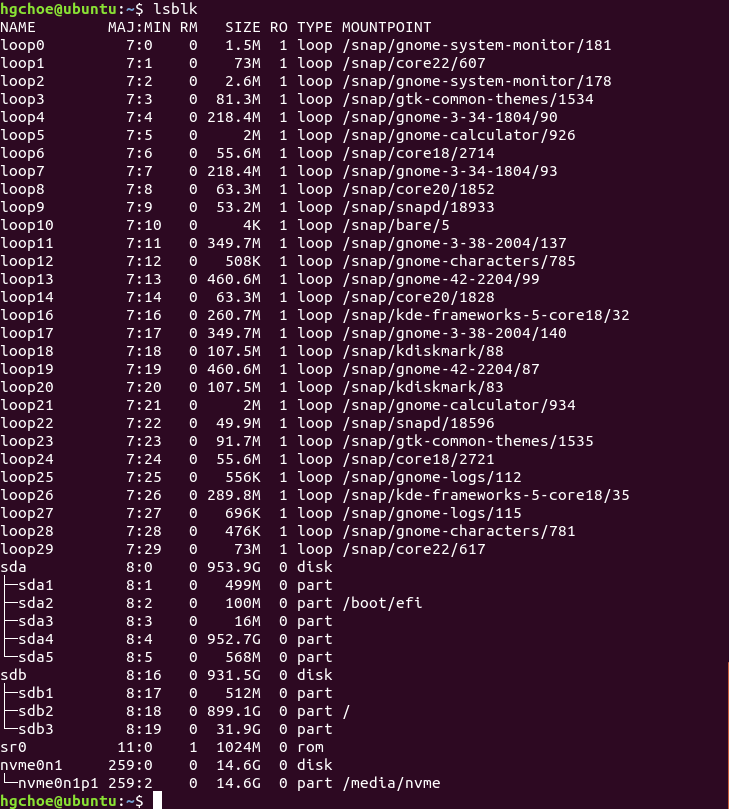 hgchoe@ubuntu:~$ lsblk
NAME        MAJ:MIN RM   SIZE RO TYPE MOUNTPOINT
loop0         7:0    0   1.5M  1 loop /snap/gnome-system-monitor/181
loop1         7:1    0    73M  1 loop /snap/core22/607
loop2         7:2    0   2.6M  1 loop /snap/gnome-system-monitor/178
loop3         7:3    0  81.3M  1 loop /snap/gtk-common-themes/1534
loop4         7:4    0 218.4M  1 loop /snap/gnome-3-34-1804/90
loop5         7:5    0     2M  1 loop /snap/gnome-calculator/926
loop6         7:6    0  55.6M  1 loop /snap/core18/2714
loop7         7:7    0 218.4M  1 loop /snap/gnome-3-34-1804/93
loop8         7:8    0  63.3M  1 loop /snap/core20/1852
loop9         7:9    0  53.2M  1 loop /snap/snapd/18933
loop10        7:10   0     4K  1 loop /snap/bare/5
loop11        7:11   0 349.7M  1 loop /snap/gnome-3-38-2004/137
loop12        7:12   0   508K  1 loop /snap/gnome-characters/785
loop13        7:13   0 460.6M  1 loop /snap/gnome-42-2204/99
loop14        7:14   0  63.3M  1 loop /snap/core20/1828
loop16        7:16   0 260.7M  1 loop /snap/kde-frameworks-5-core18/32
loop17        7:17   0 349.7M  1 loop /snap/gnome-3-38-2004/140
loop18        7:18   0 107.5M  1 loop /snap/kdiskmark/88
loop19        7:19   0 460.6M  1 loop /snap/gnome-42-2204/87
loop20        7:20   0 107.5M  1 loop /snap/kdiskmark/83
loop21        7:21   0     2M  1 loop /snap/gnome-calculator/934
loop22        7:22   0  49.9M  1 loop /snap/snapd/18596
loop23        7:23   0  91.7M  1 loop /snap/gtk-common-themes/1535
loop24        7:24   0  55.6M  1 loop /snap/core18/2721
loop25        7:25   0   556K  1 loop /snap/gnome-logs/112
loop26        7:26   0 289.8M  1 loop /snap/kde-frameworks-5-core18/35
loop27        7:27   0   696K  1 loop /snap/gnome-logs/115
loop28        7:28   0   476K  1 loop /snap/gnome-characters/781
loop29        7:29   0    73M  1 loop /snap/core22/617
sda           8:0    0 953.9G  0 disk
├─sda1        8:1    0   499M  0 part
├─sda2        8:2    0   100M  0 part /boot/efi
├─sda3        8:3    0    16M  0 part
├─sda4        8:4    0 952.7G  0 part
└─sda5        8:5    0   568M  0 part
sdb           8:16   0 931.5G  0 disk
├─sdb1        8:17   0   512M  0 part
├─sdb2        8:18   0 899.1G  0 part /
└─sdb3        8:19   0  31.9G  0 part
sr0          11:0    1  1024M  0 rom
nvme0n1     259:0    0  14.6G  0 disk
└─nvme0n1p1 259:2    0  14.6G  0 part /media/nvme
hgchoe@ubuntu:~$